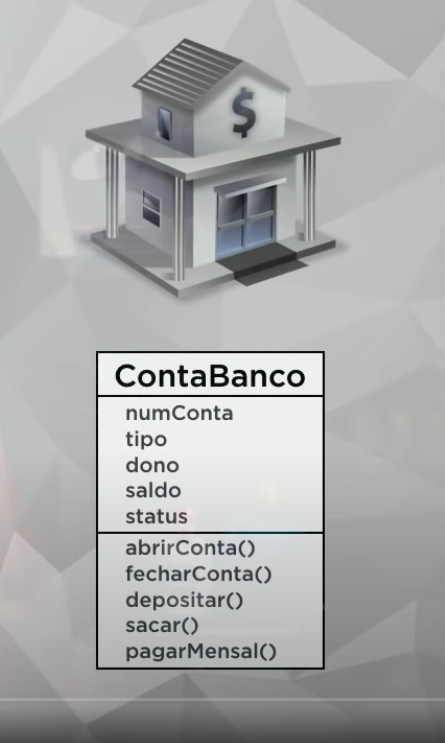 $
ContaBanco
numConta
tipo
dono
saldo
status
abrirConta()
fecharConta()
depositar()
sacar()
pagarMensal()